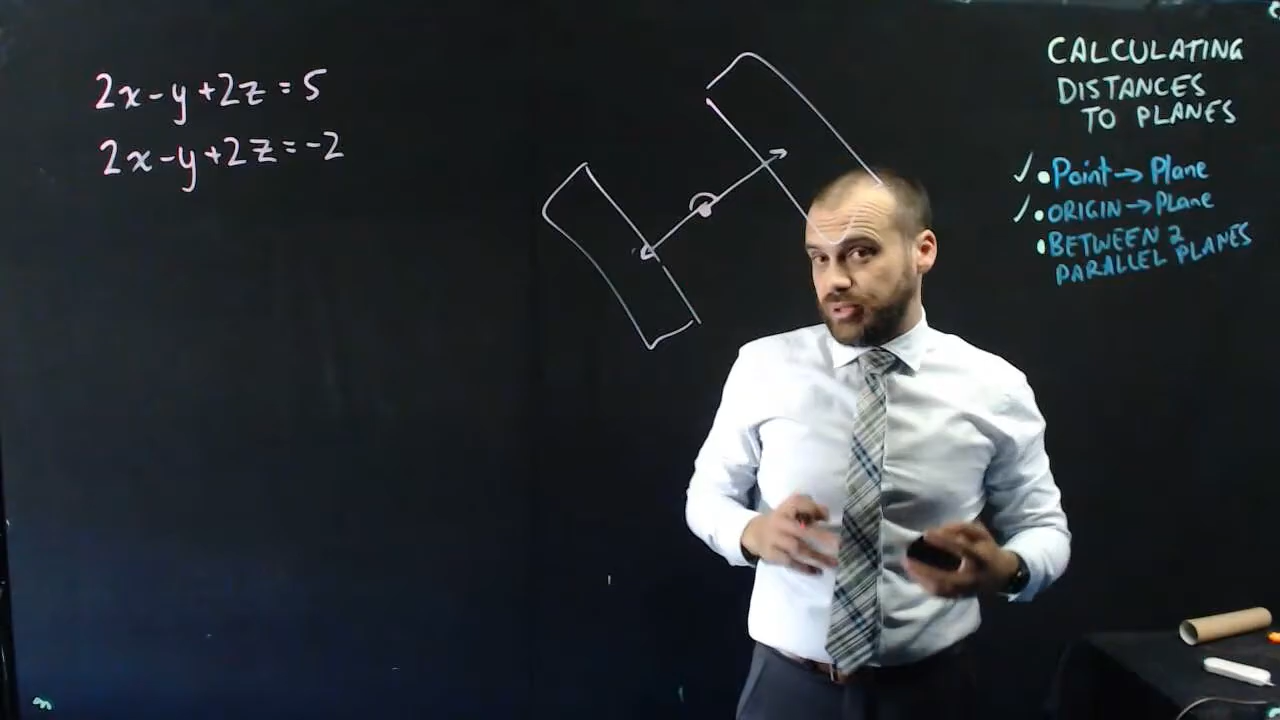 2x-y+2z=5
2x-y+2z=-2
CALCULATING
DISTANCES
TO PLANES
✓ • Point → Plane
✓ • ORIGIN → Plane
• BETWEEN 2
PARALLEL PLANES